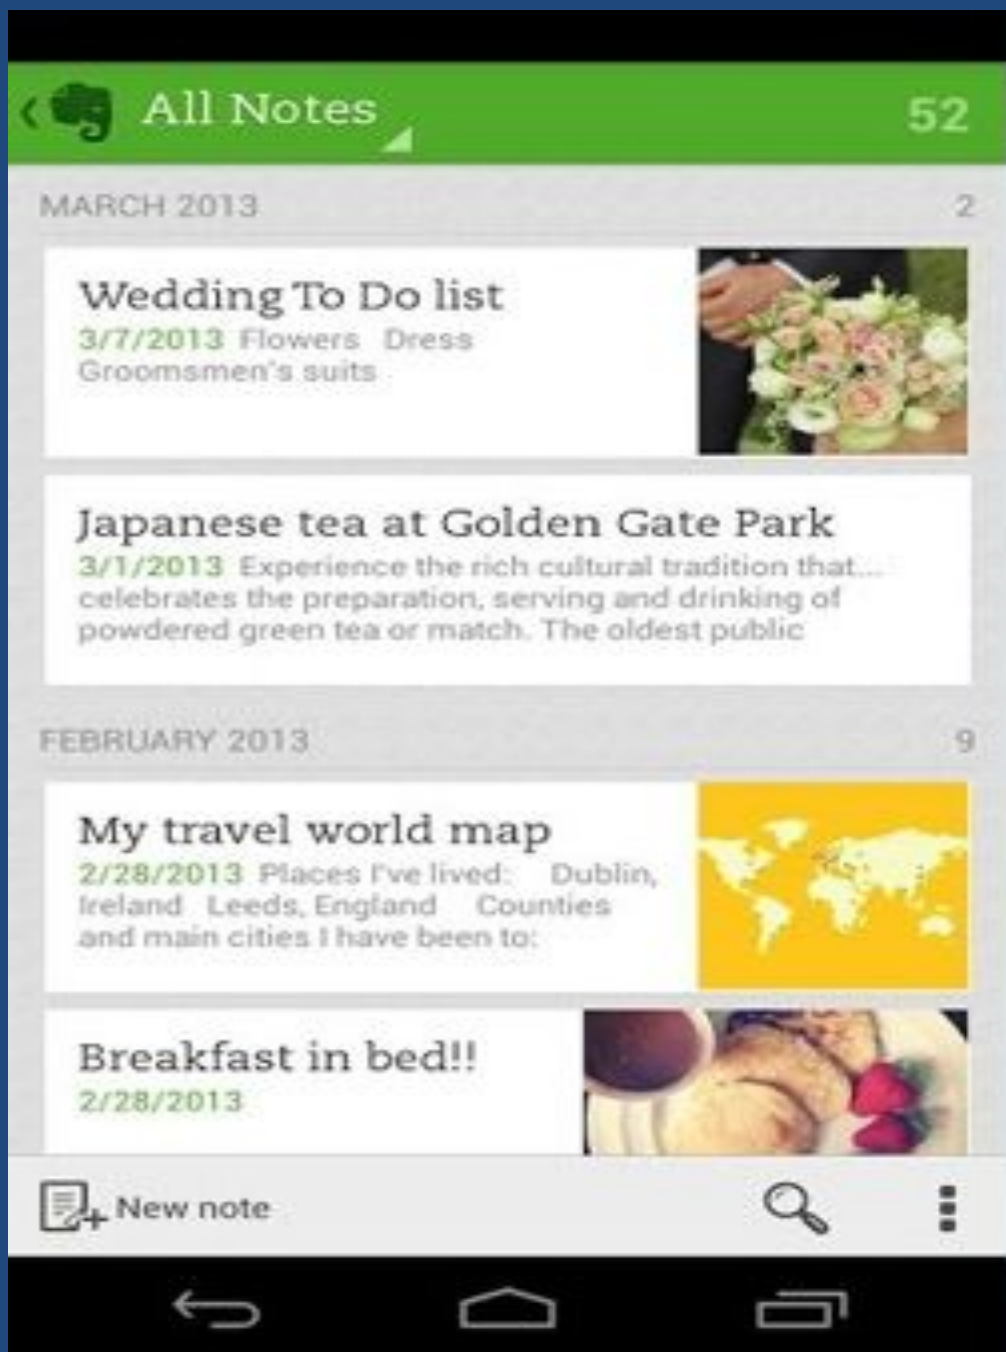 All Notes 52
MARCH 2013 2
Wedding To Do list
3/7/2013 Flowers Dress
Groomsmen's suits
Japanese tea at Golden Gate Park
3/1/2013 Experience the rich cultural tradition that...
celebrates the preparation, serving and drinking of
powdered green tea or match. The oldest public
FEBRUARY 2013 9
My travel world map
2/28/2013 Places I've lived: Dublin,
Ireland Leeds, England Counties
and main cities I have been to:
Breakfast in bed!!
2/28/2013
New note